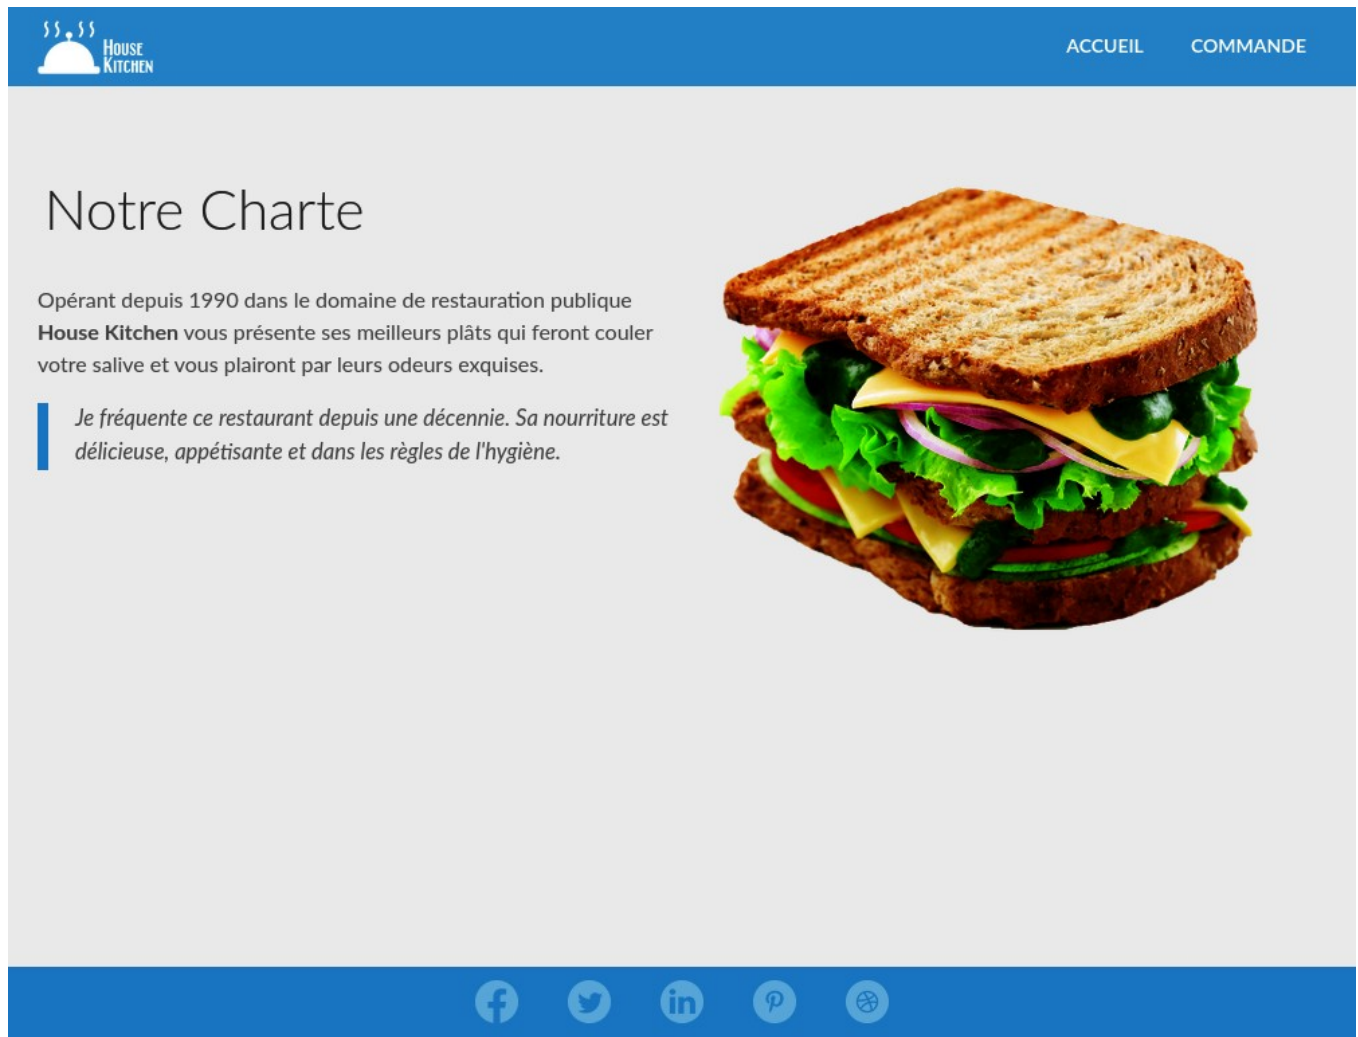 House
Kitchen
ACCUEIL
COMMANDE
Notre Charte
Opérant depuis 1990 dans le domaine de restauration publique
House Kitchen vous présente ses meilleurs plâts qui feront couler
votre salive et vous plairont par leurs odeurs exquises.
Je fréquente ce restaurant depuis une décennie. Sa nourriture est
délicieuse, appétisante et dans les règles de l'hygiène.